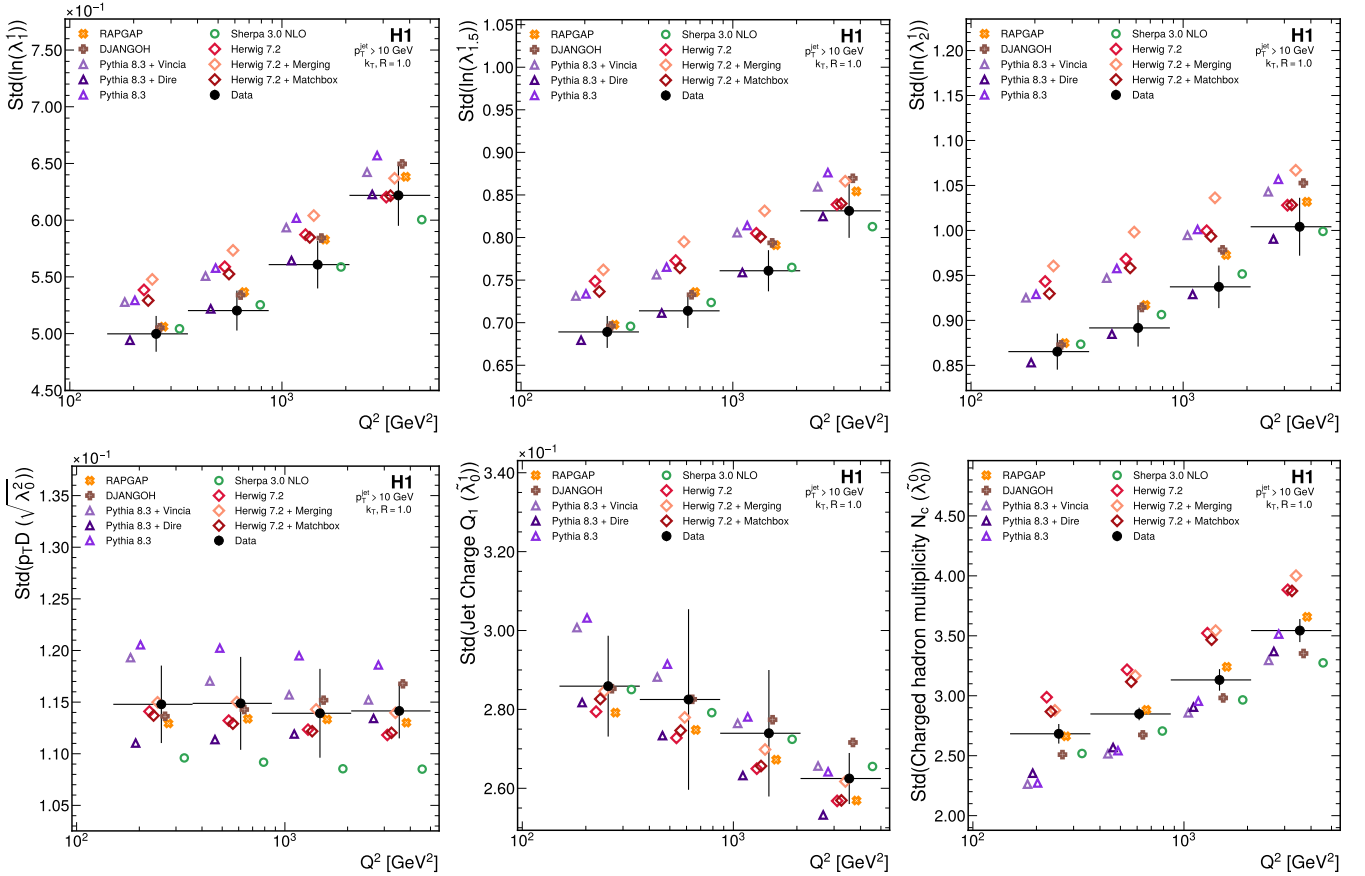 ×10⁻¹
Std(ln(λ¹₁))
7.50
7.00
6.50
6.00
5.50
5.00
4.50
10²
10³
Q² [GeV²]
RAPGAP
DJANGOH
Pythia 8.3 + Vincia
Pythia 8.3 + Dire
Pythia 8.3
Sherpa 3.0 NLO
Herwig 7.2
Herwig 7.2 + Merging
Herwig 7.2 + Matchbox
Data
H1
p_T^jet > 10 GeV
k_T, R = 1.0
Std(ln(λ¹₁.₅))
1.05
1.00
0.95
0.90
0.85
0.80
0.75
0.70
0.65
10²
10³
Q² [GeV²]
RAPGAP
DJANGOH
Pythia 8.3 + Vincia
Pythia 8.3 + Dire
Pythia 8.3
Sherpa 3.0 NLO
Herwig 7.2
Herwig 7.2 + Merging
Herwig 7.2 + Matchbox
Data
H1
p_T^jet > 10 GeV
k_T, R = 1.0
Std(ln(λ¹₂))
1.20
1.15
1.10
1.05
1.00
0.95
0.90
0.85
10²
10³
Q² [GeV²]
RAPGAP
DJANGOH
Pythia 8.3 + Vincia
Pythia 8.3 + Dire
Pythia 8.3
Sherpa 3.0 NLO
Herwig 7.2
Herwig 7.2 + Merging
Herwig 7.2 + Matchbox
Data
H1
p_T^jet > 10 GeV
k_T, R = 1.0
×10⁻¹
Std(p_TD (√λ²₀))
1.35
1.30
1.25
1.20
1.15
1.10
1.05
10²
10³
Q² [GeV²]
RAPGAP
DJANGOH
Pythia 8.3 + Vincia
Pythia 8.3 + Dire
Pythia 8.3
Sherpa 3.0 NLO
Herwig 7.2
Herwig 7.2 + Merging
Herwig 7.2 + Matchbox
Data
H1
p_T^jet > 10 GeV
k_T, R = 1.0
×10⁻¹
Std(Jet Charge Q₁ (λ̃¹₀))
3.40
3.20
3.00
2.80
2.60
10²
10³
Q² [GeV²]
RAPGAP
DJANGOH
Pythia 8.3 + Vincia
Pythia 8.3 + Dire
Pythia 8.3
Sherpa 3.0 NLO
Herwig 7.2
Herwig 7.2 + Merging
Herwig 7.2 + Matchbox
Data
H1
p_T^jet > 10 GeV
k_T, R = 1.0
Std(Charged hadron multiplicity N_c (λ̃⁰₀))
4.50
4.00
3.50
3.00
2.50
2.00
10²
10³
Q² [GeV²]
RAPGAP
DJANGOH
Pythia 8.3 + Vincia
Pythia 8.3 + Dire
Pythia 8.3
Sherpa 3.0 NLO
Herwig 7.2
Herwig 7.2 + Merging
Herwig 7.2 + Matchbox
Data
H1
p_T^jet > 10 GeV
k_T, R = 1.0